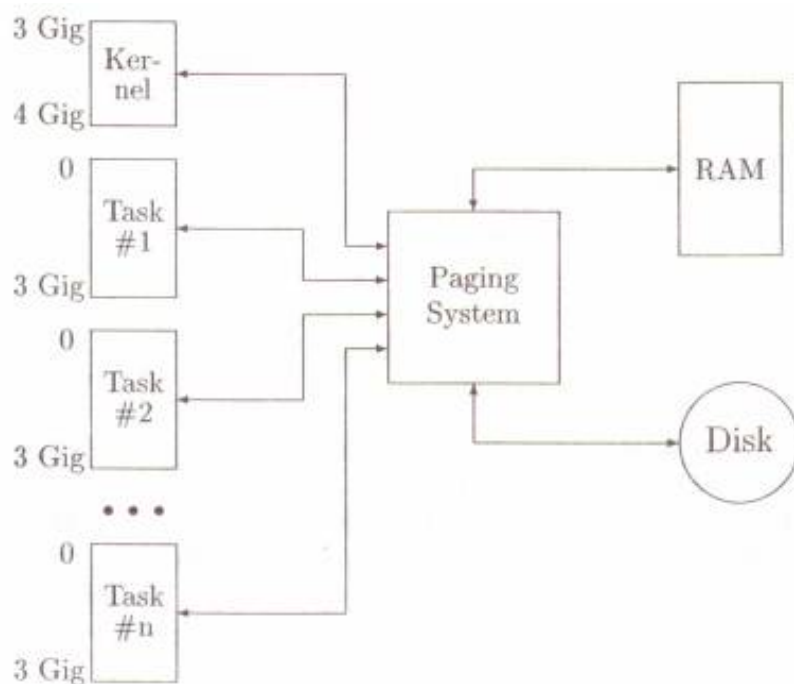 3 Gig
Ker-
nel
4 Gig
0
Task
#1
3 Gig
0
Task
#2
3 Gig
0
Task
#n
3 Gig
Paging
System
RAM
Disk